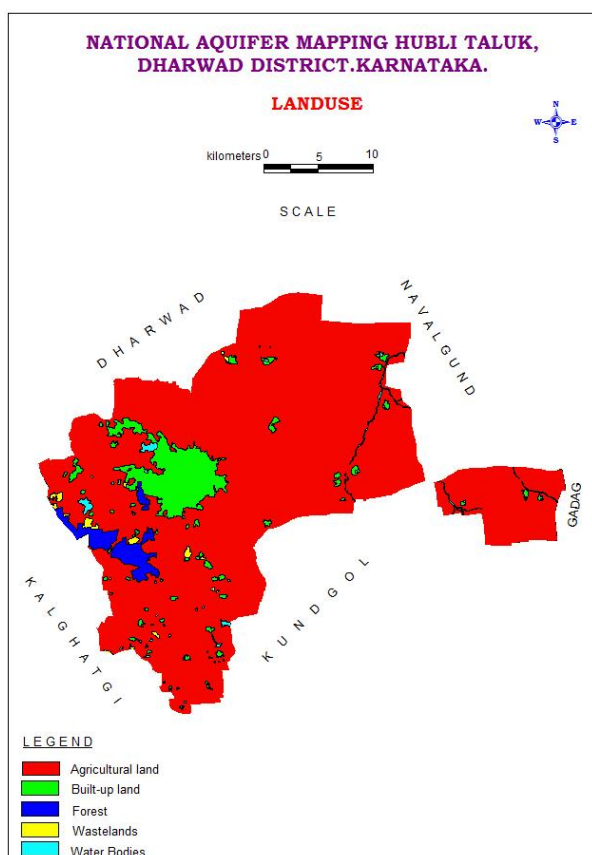 NATIONAL AQUIFER MAPPING HUBLI TALUK,
DHARWAD DISTRICT.KARNATAKA.
LANDUSE
N
W E
S
kilometers 0 5 10
SCALE
DHARWAD
NAVALGUND
GADAG
KUNDGOL
KALGHATGI
LEGEND
Agricultural land
Built-up land
Forest
Wastelands
Water Bodies